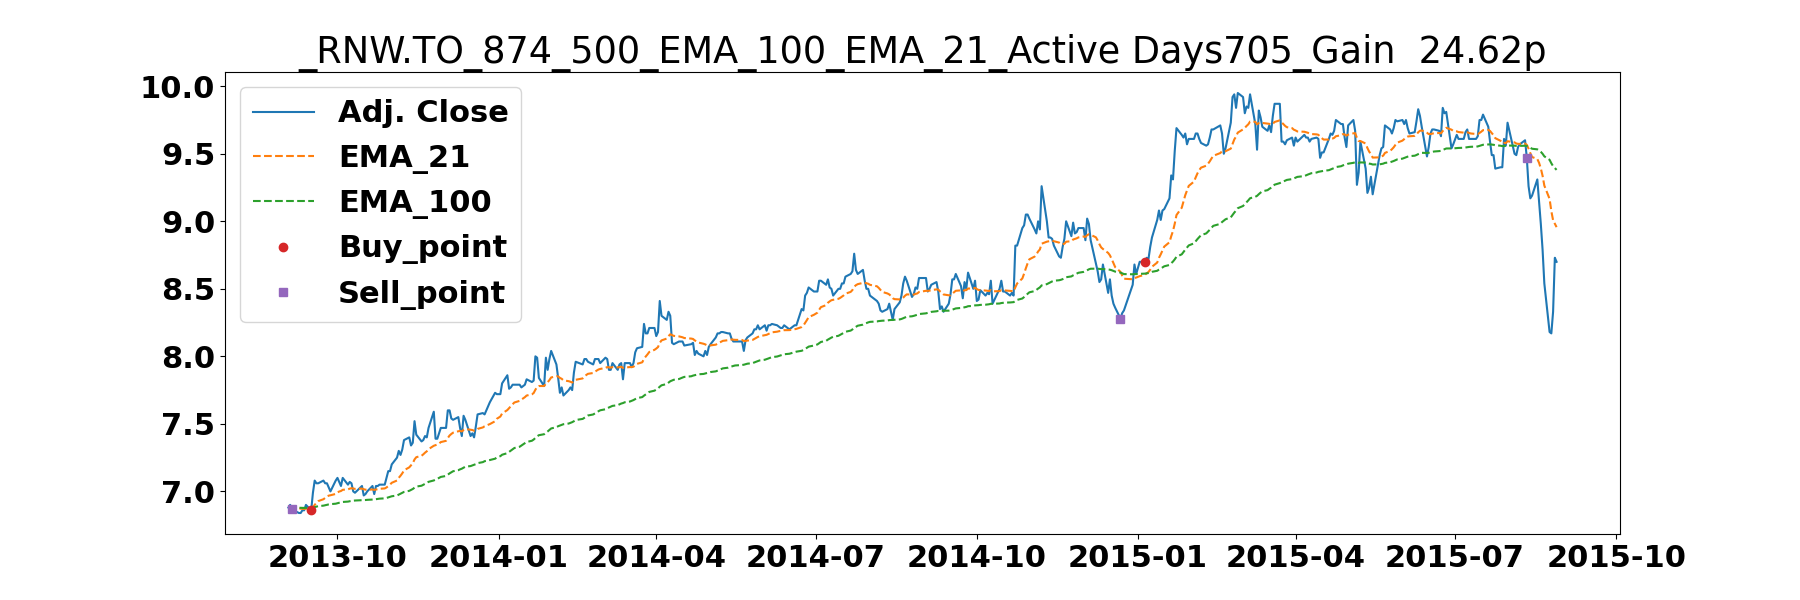 _RNW.TO_874_500_EMA_100_EMA_21_Active Days705_Gain  24.62p
Adj. Close
EMA_21
EMA_100
Buy_point
Sell_point
10.0
9.5
9.0
8.5
8.0
7.5
7.0
2013-10 2014-01 2014-04 2014-07 2014-10 2015-01 2015-04 2015-07 2015-10